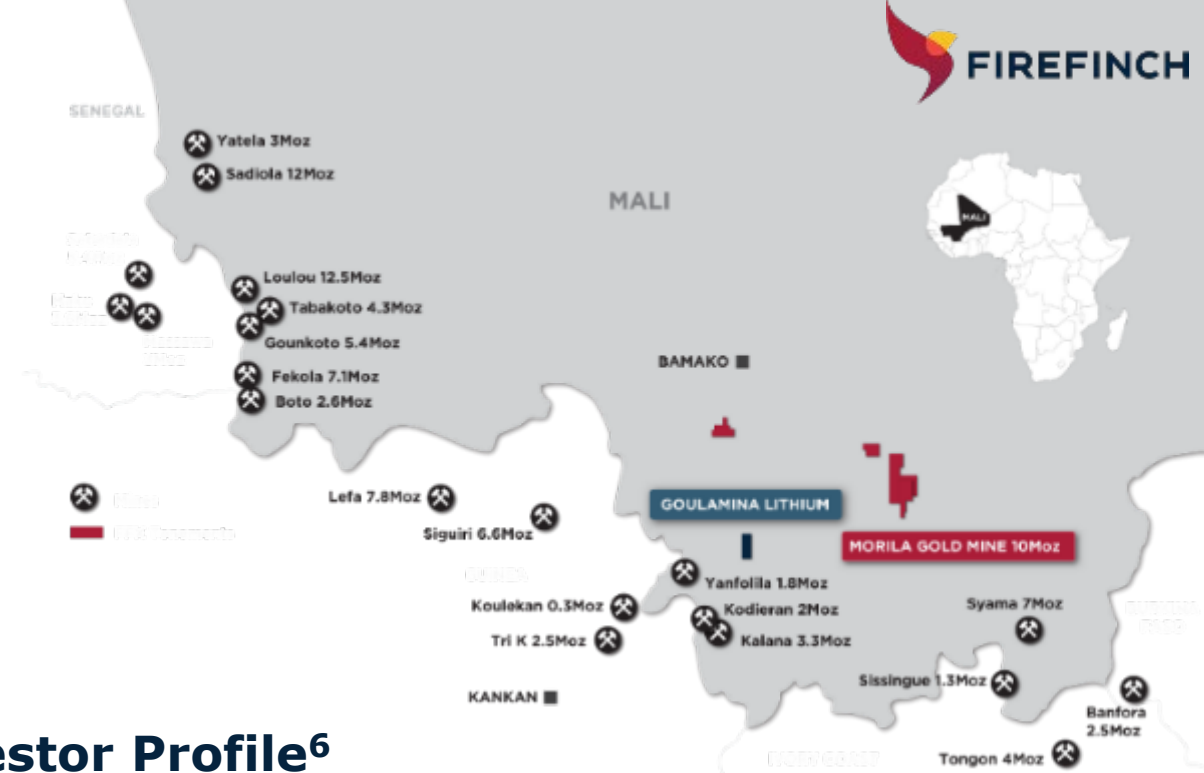 FIREFINCH
SENEGAL
Yatela 3Moz
Sadiola 12Moz
MALI
MALI
Loulou 12.5Moz
Tabakoto 4.3Moz
Gounkoto 5.4Moz
BAMAKO
Fekola 7.1Moz
Boto 2.6Moz
Lefa 7.8Moz
GOULAMINA LITHIUM
Siguiri 6.6Moz
MORILA GOLD MINE 10Moz
Yanfolila 1.8Moz
Koulekan 0.3Moz
Kodieran 2Moz
Syama 7Moz
Tri K 2.5Moz
Kalana 3.3Moz
Sissingue 1.3Moz
KANKAN
Banfora
2.5Moz
Tongon 4Moz
estor Profile⁶